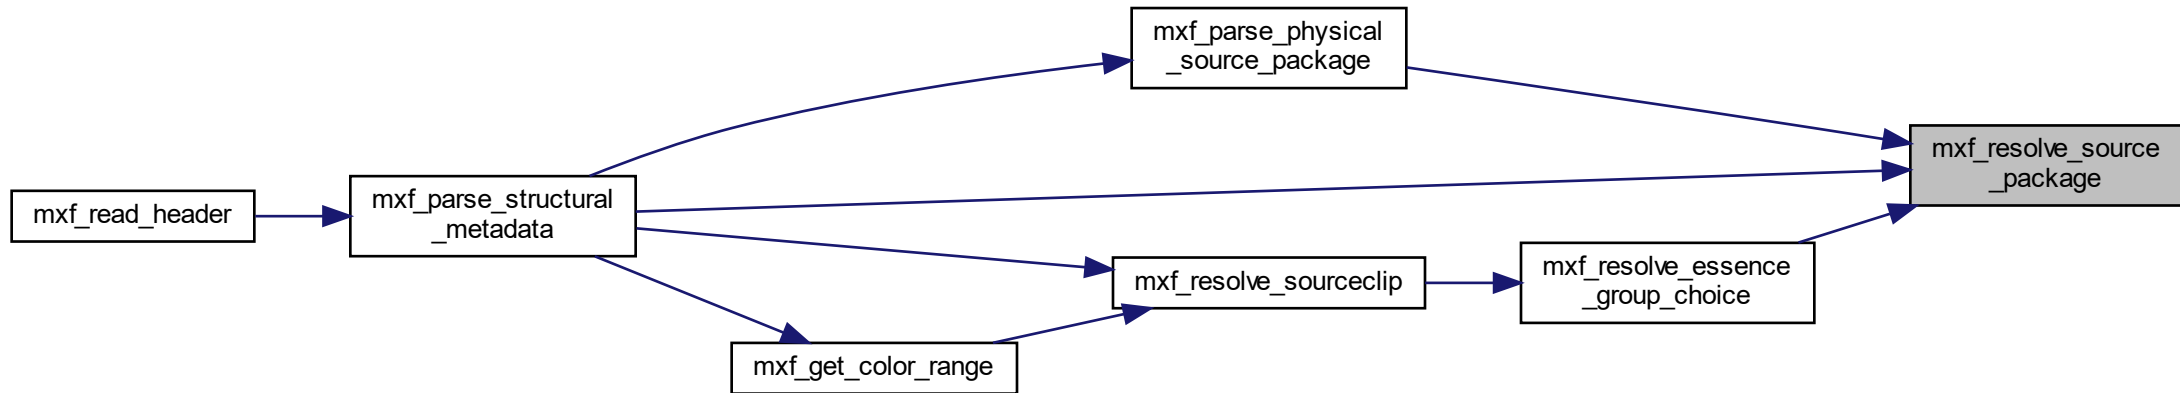 mxf_parse_physical
_source_package
mxf_resolve_source
_package
mxf_read_header
mxf_parse_structural
_metadata
mxf_resolve_sourceclip
mxf_resolve_essence
_group_choice
mxf_get_color_range